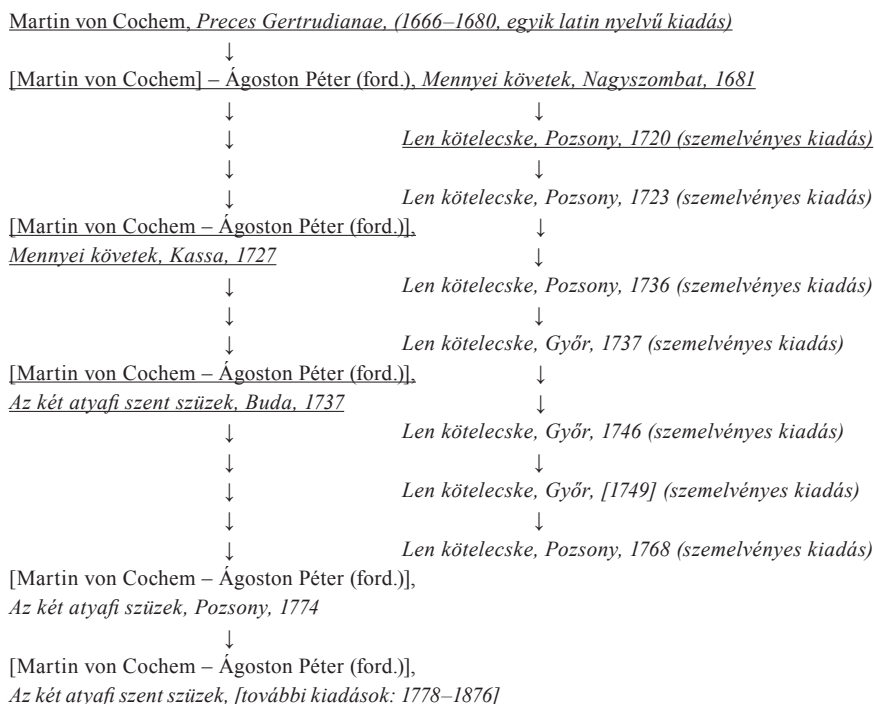 Martin von Cochem, Preces Gertrudianae, (1666–1680, egyik latin nyelvű kiadás)
↓
[Martin von Cochem] – Ágoston Péter (ford.), Mennyei követek, Nagyszombat, 1681
↓ ↓
↓ Len kötelecske, Pozsony, 1720 (szemelvényes kiadás)
↓ ↓
↓ Len kötelecske, Pozsony, 1723 (szemelvényes kiadás)
[Martin von Cochem – Ágoston Péter (ford.)], ↓
Mennyei követek, Kassa, 1727 ↓
↓ Len kötelecske, Pozsony, 1736 (szemelvényes kiadás)
↓ ↓
↓ Len kötelecske, Győr, 1737 (szemelvényes kiadás)
[Martin von Cochem – Ágoston Péter (ford.)], ↓
Az két atyafi szent szüzek, Buda, 1737 ↓
↓ Len kötelecske, Győr, 1746 (szemelvényes kiadás)
↓ ↓
↓ Len kötelecske, Győr, [1749] (szemelvényes kiadás)
↓ ↓
↓ Len kötelecske, Pozsony, 1768 (szemelvényes kiadás)
[Martin von Cochem – Ágoston Péter (ford.)],
Az két atyafi szüzek, Pozsony, 1774
↓
[Martin von Cochem – Ágoston Péter (ford.)],
Az két atyafi szent szüzek, [további kiadások: 1778–1876]